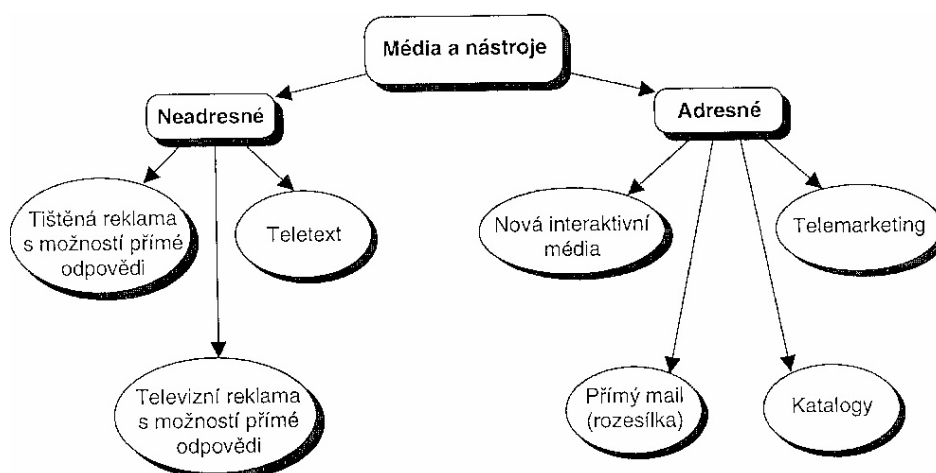 Média a nástroje
Neadresné
Adresné
Tištěná reklama
s možností přímé
odpovědi
Teletext
Nová interaktivní
média
Telemarketing
Televizní reklama
s možností přímé
odpovědi
Přímý mail
(rozesílka)
Katalogy